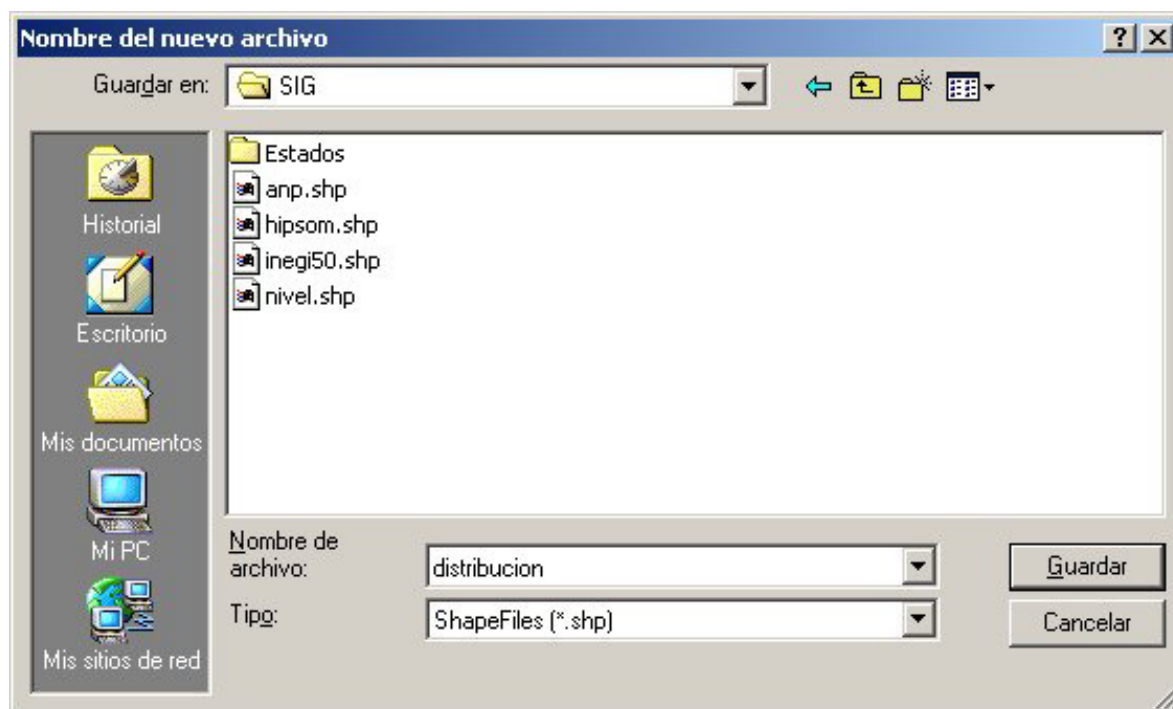 Nombre del nuevo archivo
Guardar en:
SIG
Historial
Escritorio
Mis documentos
Mi PC
Mis sitios de red
Estados
anp.shp
hipsom.shp
inegi50.shp
nivel.shp
Nombre de
archivo:
distribucion
Guardar
Tipo:
ShapeFiles (*.shp)
Cancelar